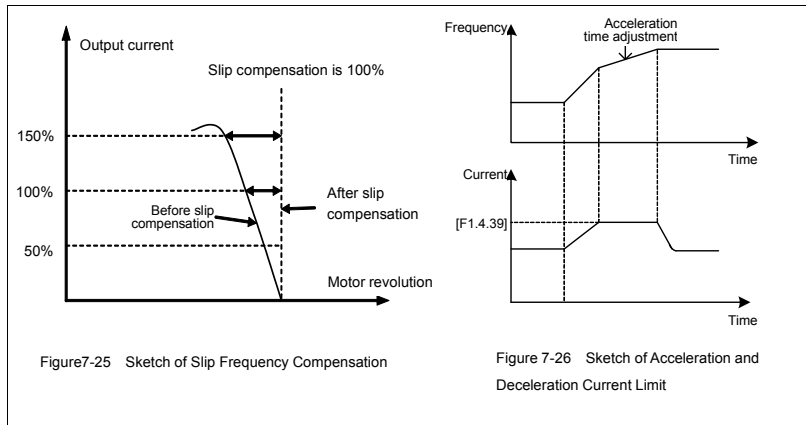 Output current
Slip compensation is 100%
150%
100%
50%
Before slip
compensation
After slip
compensation
Motor revolution
Figure7-25 Sketch of Slip Frequency Compensation
Frequency
Acceleration
time adjustment
Time
Current
[F1.4.39]
Time
Figure 7-26 Sketch of Acceleration and
Deceleration Current Limit